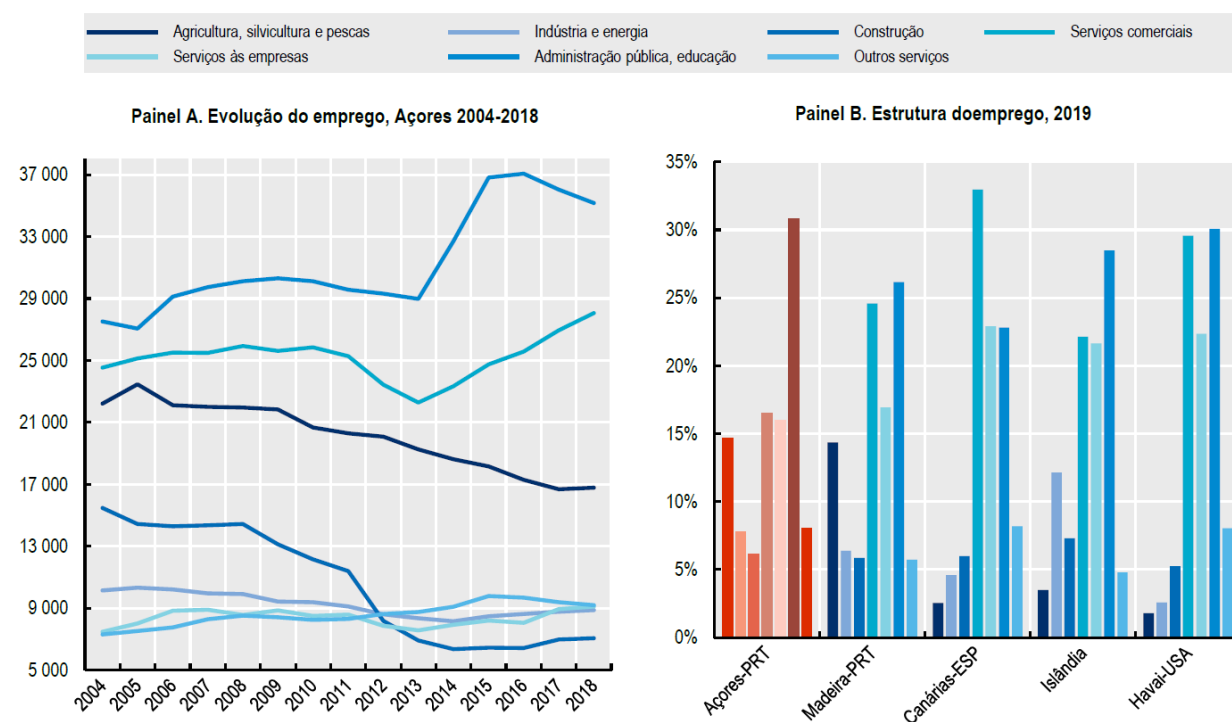 Agricultura, silvicultura e pescas
Indústria e energia
Construção
Serviços comerciais
Serviços às empresas
Administração pública, educação
Outros serviços
Painel A. Evolução do emprego, Açores 2004-2018
37 000
33 000
29 000
25 000
21 000
17 000
13 000
9 000
5 000
2004
2005
2006
2007
2008
2009
2010
2011
2012
2013
2014
2015
2016
2017
2018
Painel B. Estrutura doemprego, 2019
35%
30%
25%
20%
15%
10%
5%
0%
Açores-PRT
Madeira-PRT
Canárias-ESP
Islândia
Havai-USA